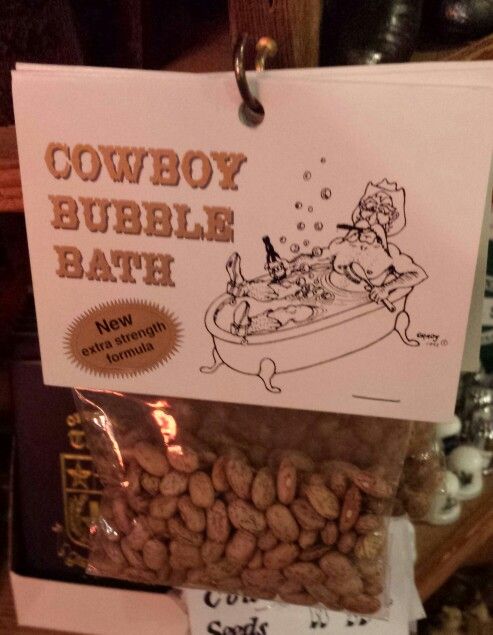 COWBOY
BUBBLE
BATH
New
extra strength
formula
Seeds